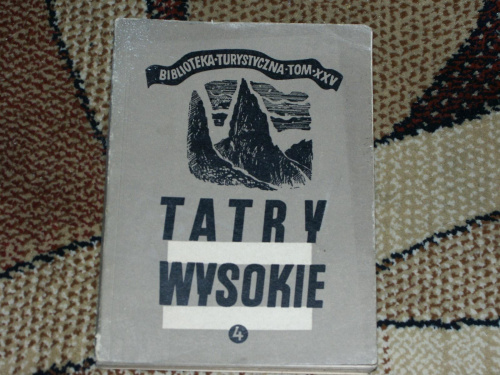 BIBLIOTEKA·TURYSTYCZNA·TOM·XXV
TATRY
WYSOKIE
4